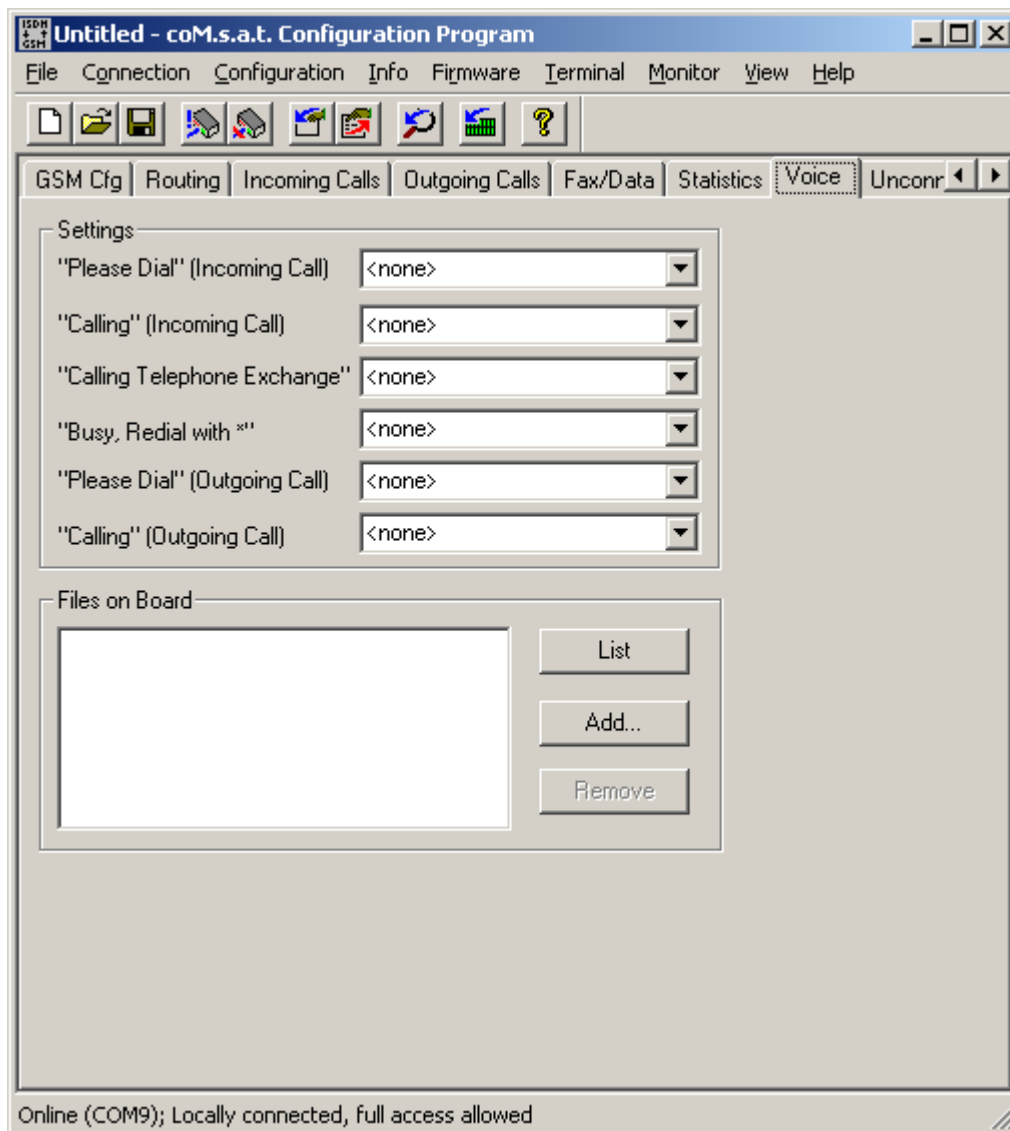 ISDN
GSM
Untitled - coM.s.a.t. Configuration Program
File Connection Configuration Info Firmware Terminal Monitor View Help
GSM Cfg Routing Incoming Calls Outgoing Calls Fax/Data Statistics Voice Unconr
Settings
"Please Dial" (Incoming Call) <none>
"Calling" (Incoming Call) <none>
"Calling Telephone Exchange" <none>
"Busy, Redial with *" <none>
"Please Dial" (Outgoing Call) <none>
"Calling" (Outgoing Call) <none>
Files on Board
List
Add...
Remove
Online (COM9); Locally connected, full access allowed